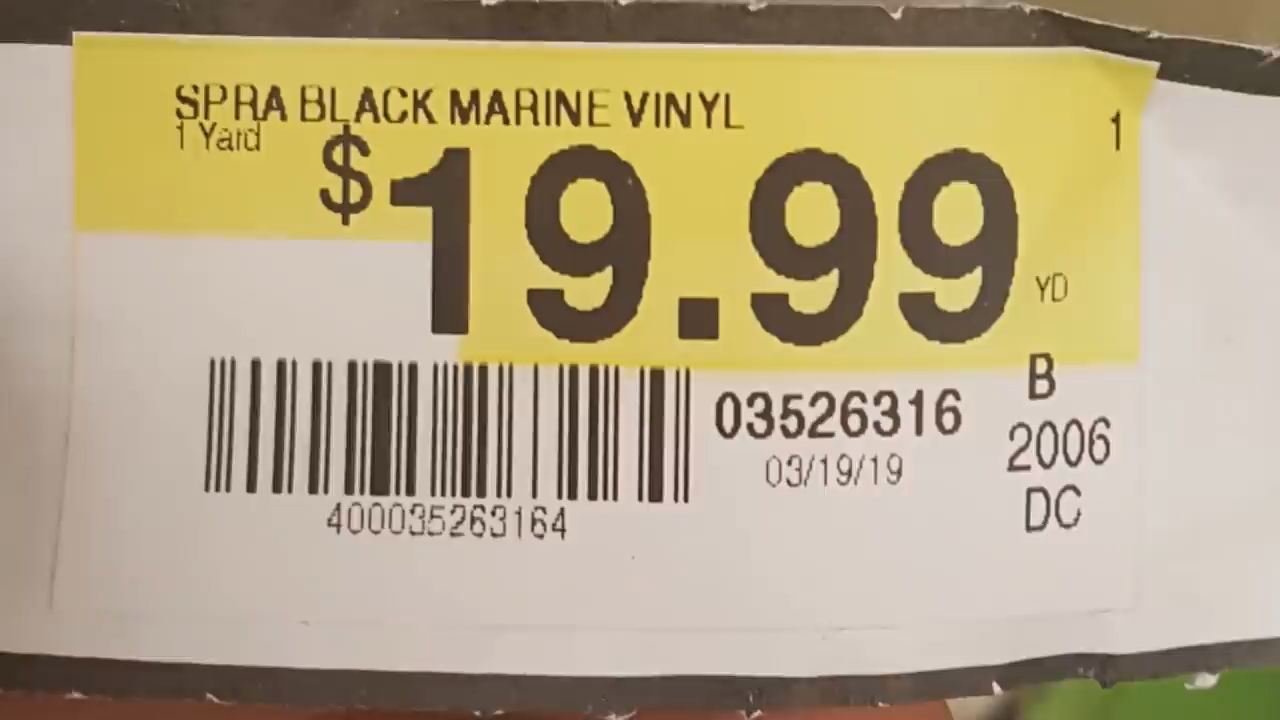 SPRA BLACK MARINE VINYL
1 Yard
1
$19.99
YD
B
03526316
2006
03/19/19
DC
400035263164